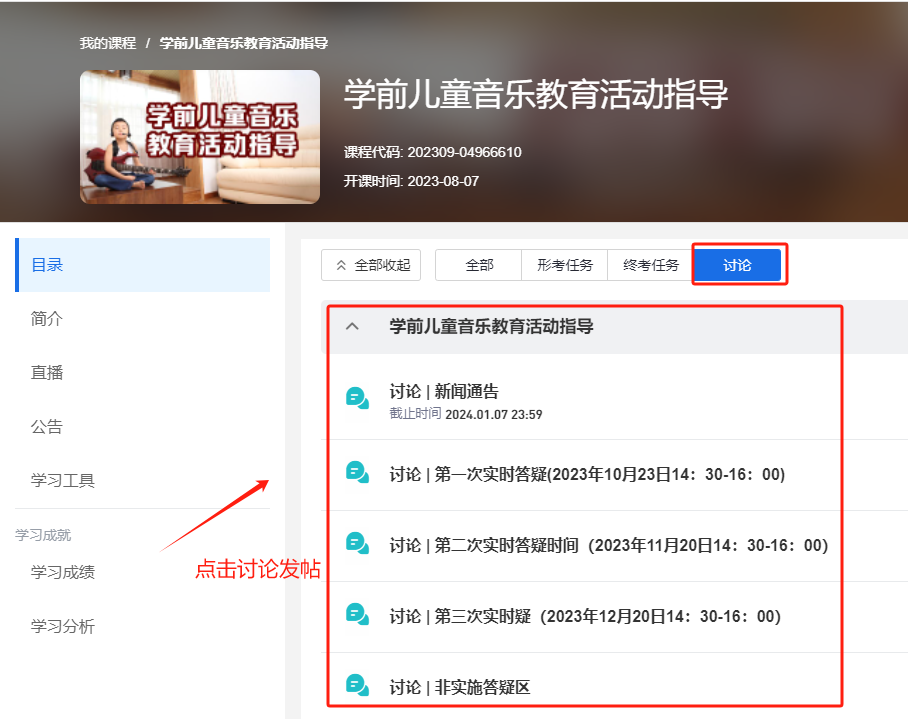 我的课程 / 学前儿童音乐教育活动指导
学前儿童音乐
教育活动指导
学前儿童音乐教育活动指导
课程代码: 202309-04966610
开课时间: 2023-08-07
目录
简介
直播
公告
学习工具
学习成就
学习成绩
学习分析
点击讨论发帖
全部收起
全部
形考任务
终考任务
讨论
学前儿童音乐教育活动指导
讨论 | 新闻通告
截止时间 2024.01.07 23:59
讨论 | 第一次实时答疑(2023年10月23日14：30-16：00)
讨论 | 第二次实时答疑时间（2023年11月20日14：30-16：00）
讨论 | 第三次实时疑（2023年12月20日14：30-16：00）
讨论 | 非实施答疑区